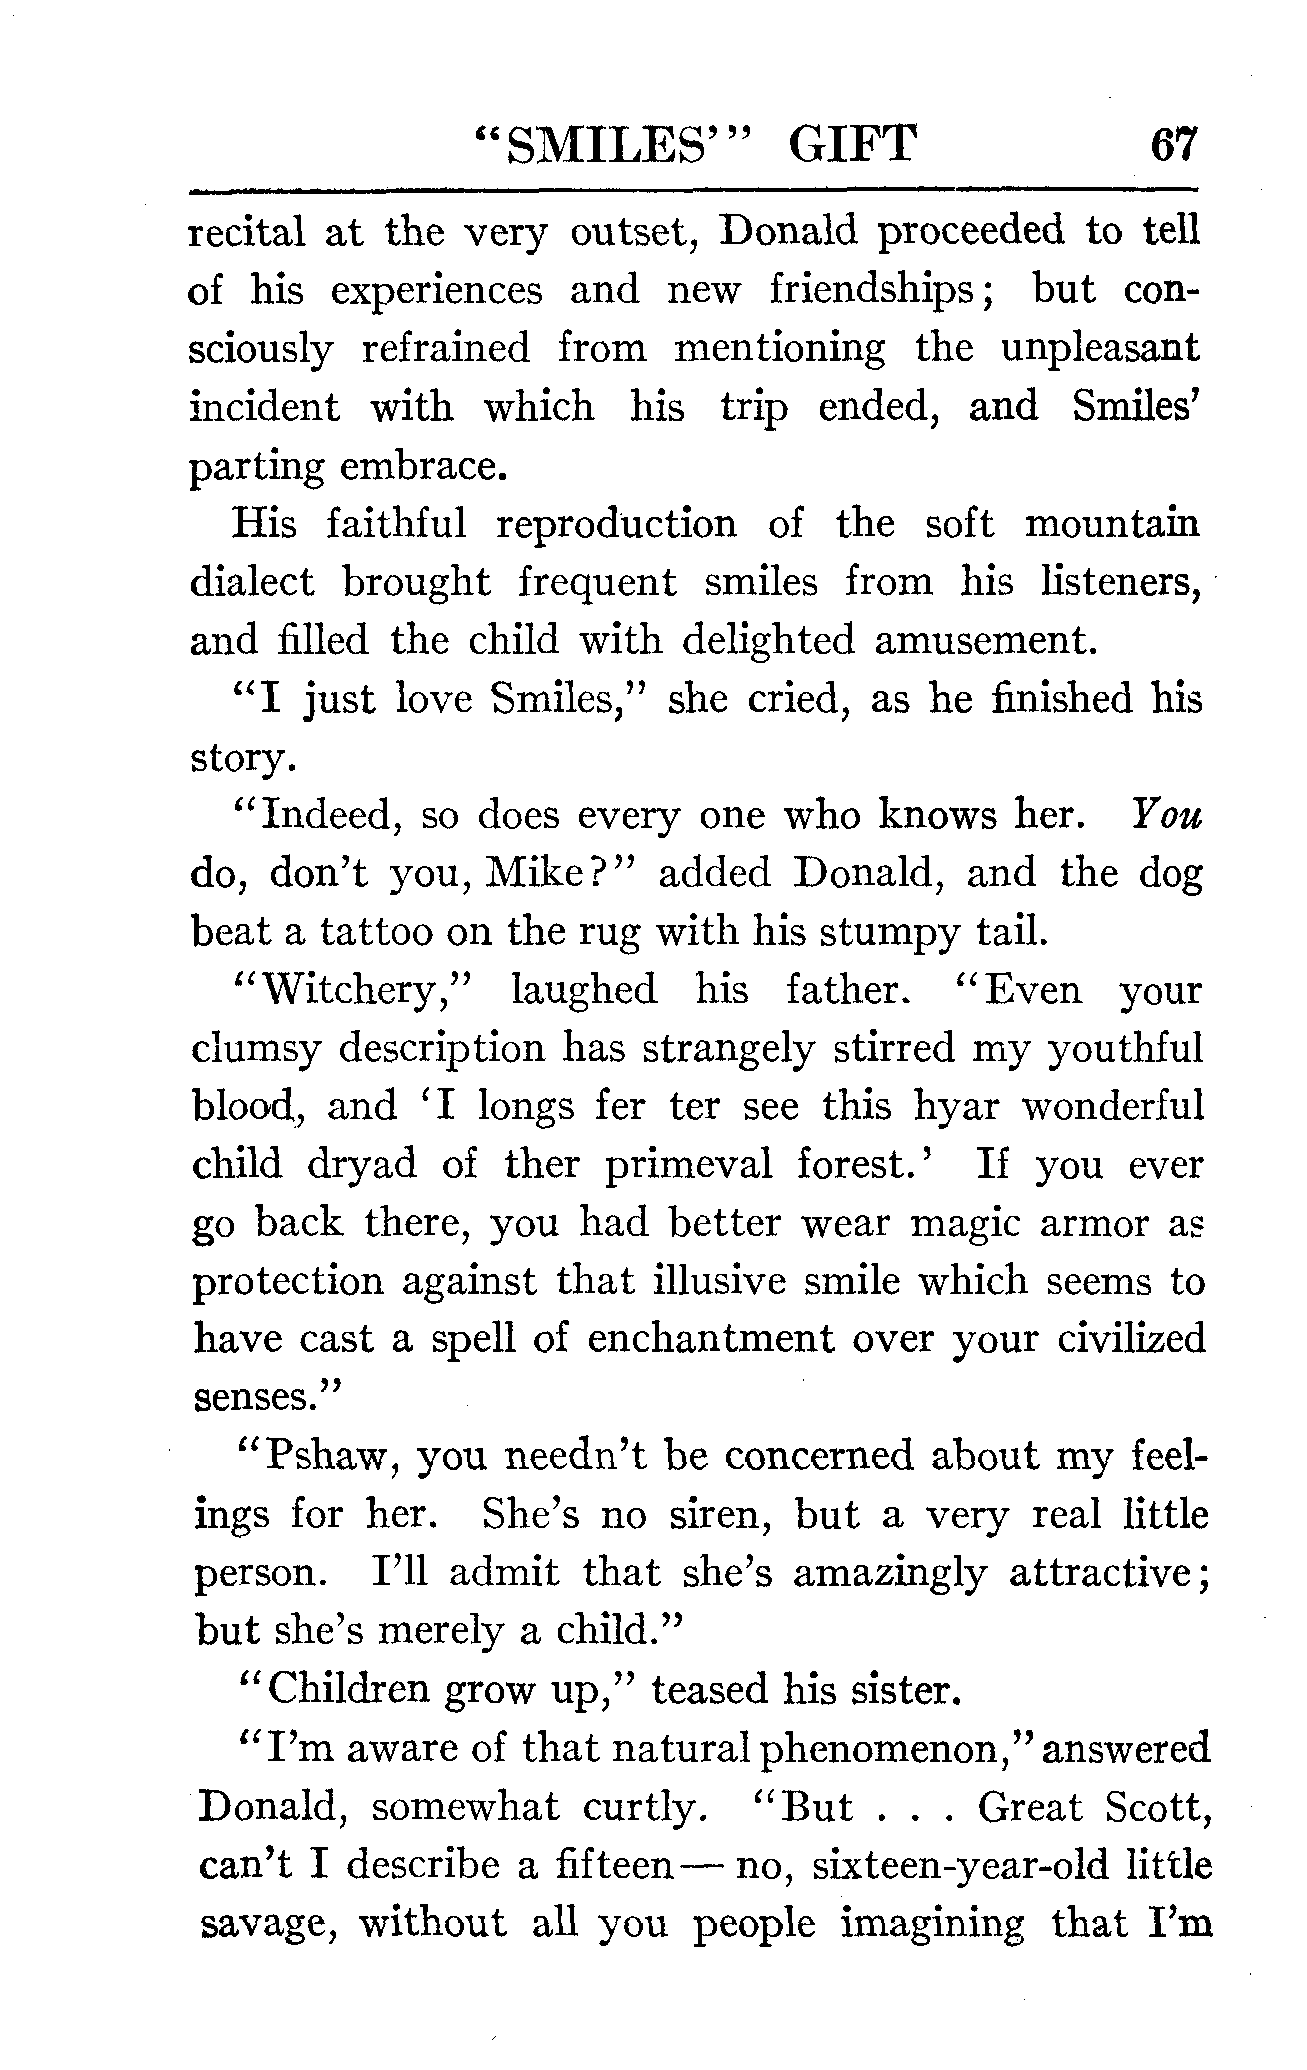 "SMILES'" GIFT 67
recital at the very outset, Donald proceeded to tell
of his experiences and new friendships; but con-
sciously refrained from mentioning the unpleasant
incident with which his trip ended, and Smiles'
parting embrace.
His faithful reproduction of the soft mountain
dialect brought frequent smiles from his listeners,
and filled the child with delighted amusement.
"I just love Smiles," she cried, as he finished his
story.
"Indeed, so does every one who knows her. You
do, don't you, Mike?" added Donald, and the dog
beat a tattoo on the rug with his stumpy tail.
"Witchery," laughed his father. "Even your
clumsy description has strangely stirred my youthful
blood, and 'I longs fer ter see this hyar wonderful
child dryad of ther primeval forest.' If you ever
go back there, you had better wear magic armor as
protection against that illusive smile which seems to
have cast a spell of enchantment over your civilized
senses."
"Pshaw, you needn't be concerned about my feel-
ings for her. She's no siren, but a very real little
person. I'll admit that she's amazingly attractive;
but she's merely a child."
"Children grow up," teased his sister.
"I'm aware of that natural phenomenon," answered
Donald, somewhat curtly. "But . . . Great Scott,
can't I describe a fifteen— no, sixteen-year-old little
savage, without all you people imagining that I'm